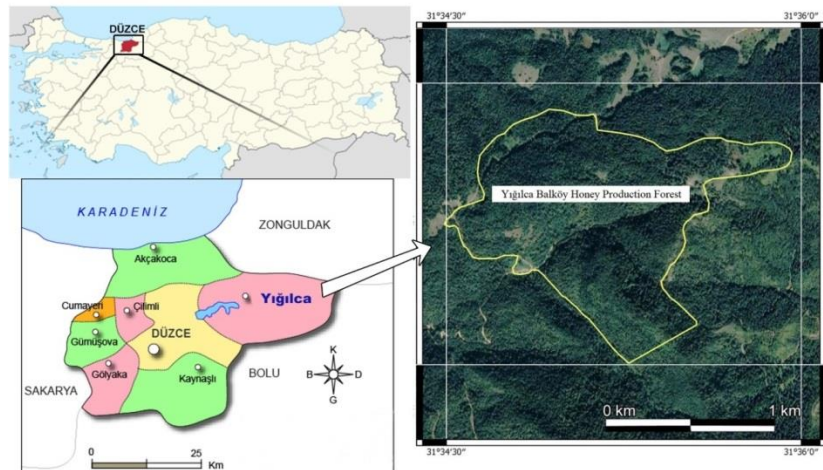 DÜZCE
KARADENİZ
ZONGULDAK
Akçakoca
Cumayeri
Çilimli
Yığılca
Gümüşova
DÜZCE
Gölyaka
Kaynaşlı
SAKARYA
BOLU
K
B
D
G
0
25
Km
31°34'30"
31°36'0"
Yığılca Balköy Honey Production Forest
0 km
1 km
31°34'30"
31°36'0"